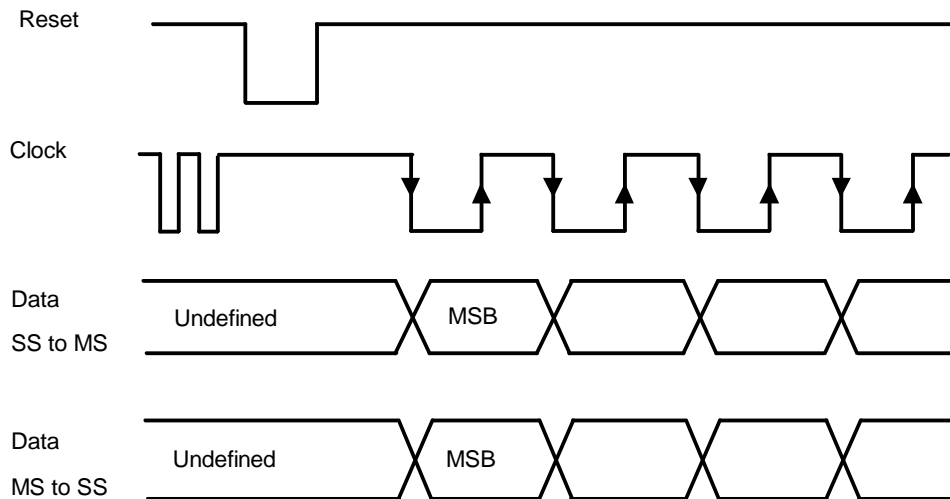 Reset
Clock
Data
SS to MS
Undefined
MSB
Data
MS to SS
Undefined
MSB